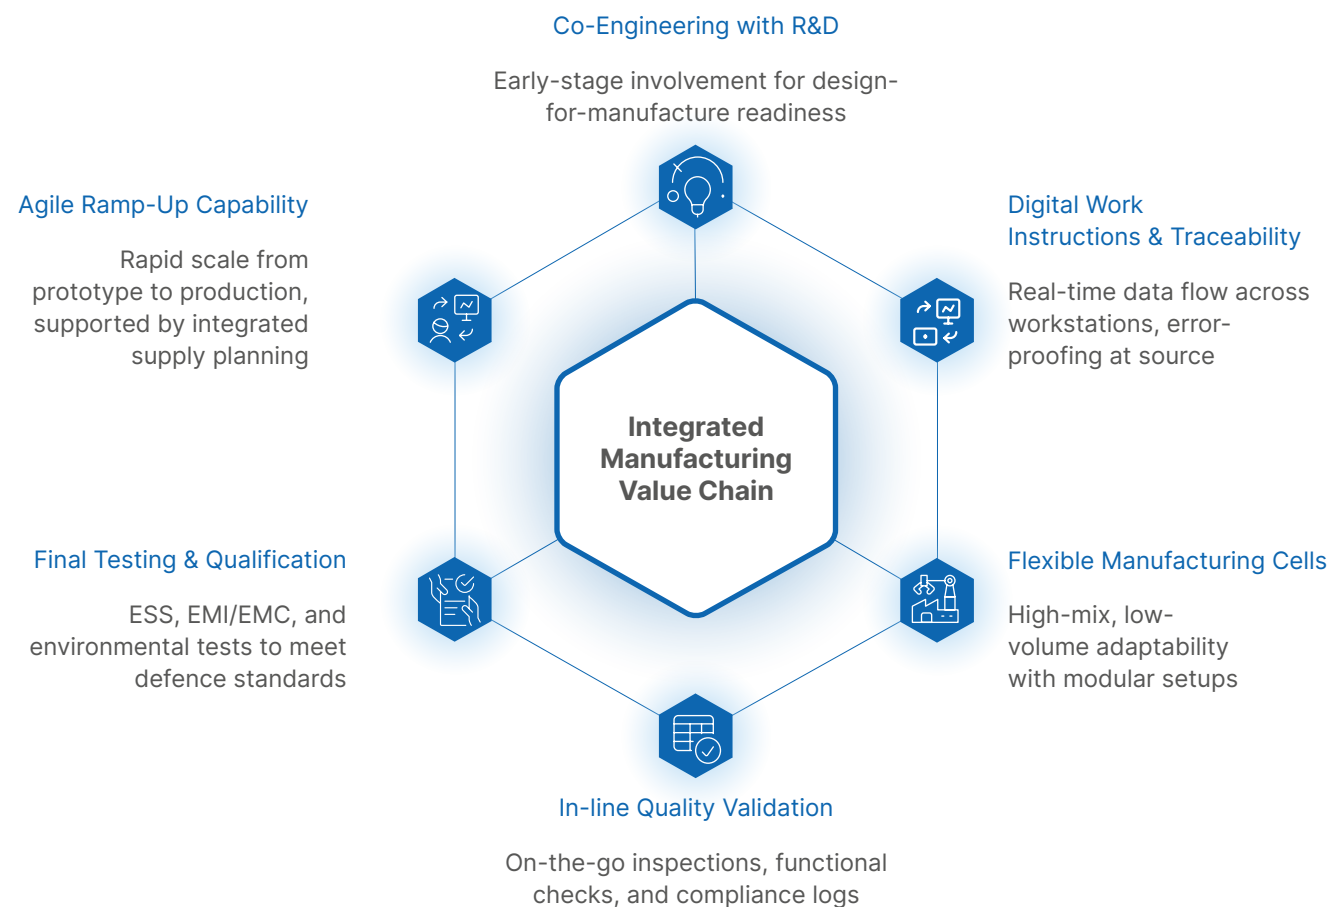 Co-Engineering with R&D
Early-stage involvement for design-
for-manufacture readiness
Agile Ramp-Up Capability
Rapid scale from
prototype to production,
supported by integrated
supply planning
Digital Work
Instructions & Traceability
Real-time data flow across
workstations, error-
proofing at source
Integrated
Manufacturing
Value Chain
Final Testing & Qualification
ESS, EMI/EMC, and
environmental tests to meet
defence standards
Flexible Manufacturing Cells
High-mix, low-
volume adaptability
with modular setups
In-line Quality Validation
On-the-go inspections, functional
checks, and compliance logs